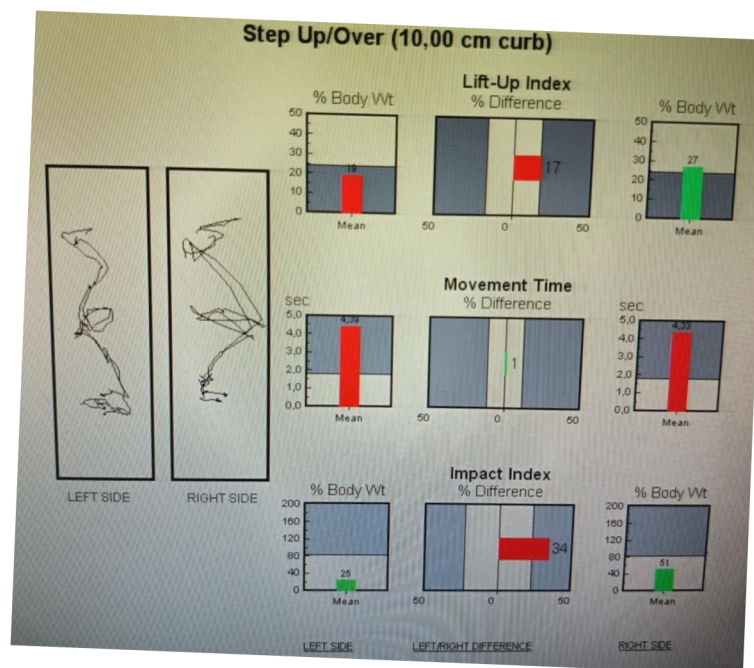 Step Up/Over (10,00 cm curb)
Lift-Up Index
% Body Wt
% Difference
% Body Wt
50
40
30
20
10
0
19
Mean
17
50
0
50
50
40
30
20
10
0
27
Mean
Movement Time
sec
% Difference
sec
5,0
4,0
3,0
2,0
1,0
0,0
4,39
Mean
1
50
0
50
5,0
4,0
3,0
2,0
1,0
0,0
4,33
Mean
LEFT SIDE
RIGHT SIDE
Impact Index
% Body Wt
% Difference
% Body Wt
200
160
120
80
40
0
25
Mean
34
50
0
50
200
160
120
80
40
0
51
Mean
LEFT SIDE
LEFT/RIGHT DIFFERENCE
RIGHT SIDE